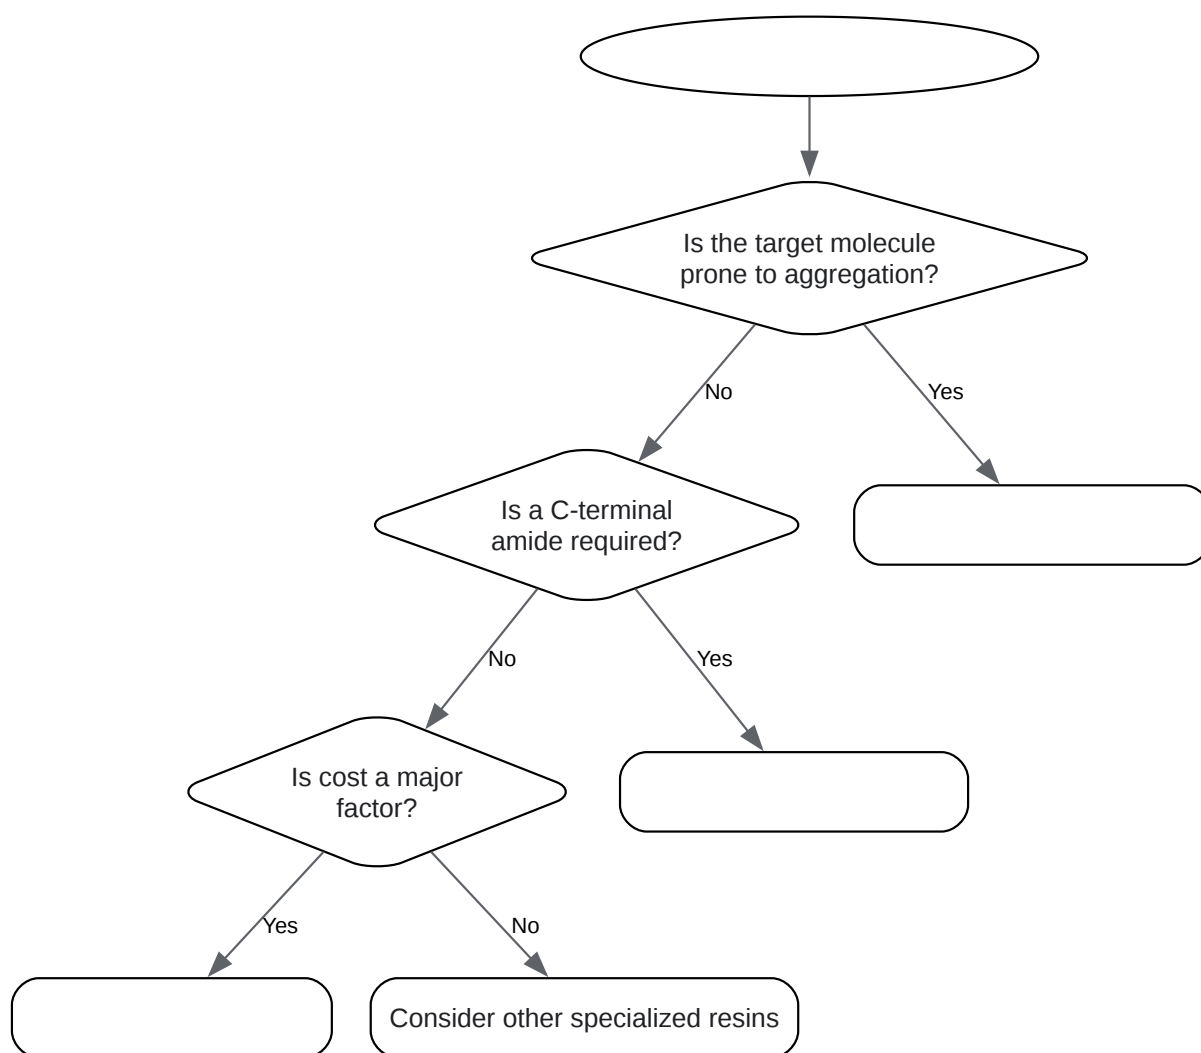 Is the target molecule
prone to aggregation?
No
Yes
Is a C-terminal
amide required?
No
Yes
Is cost a major
factor?
Yes
No
Consider other specialized resins